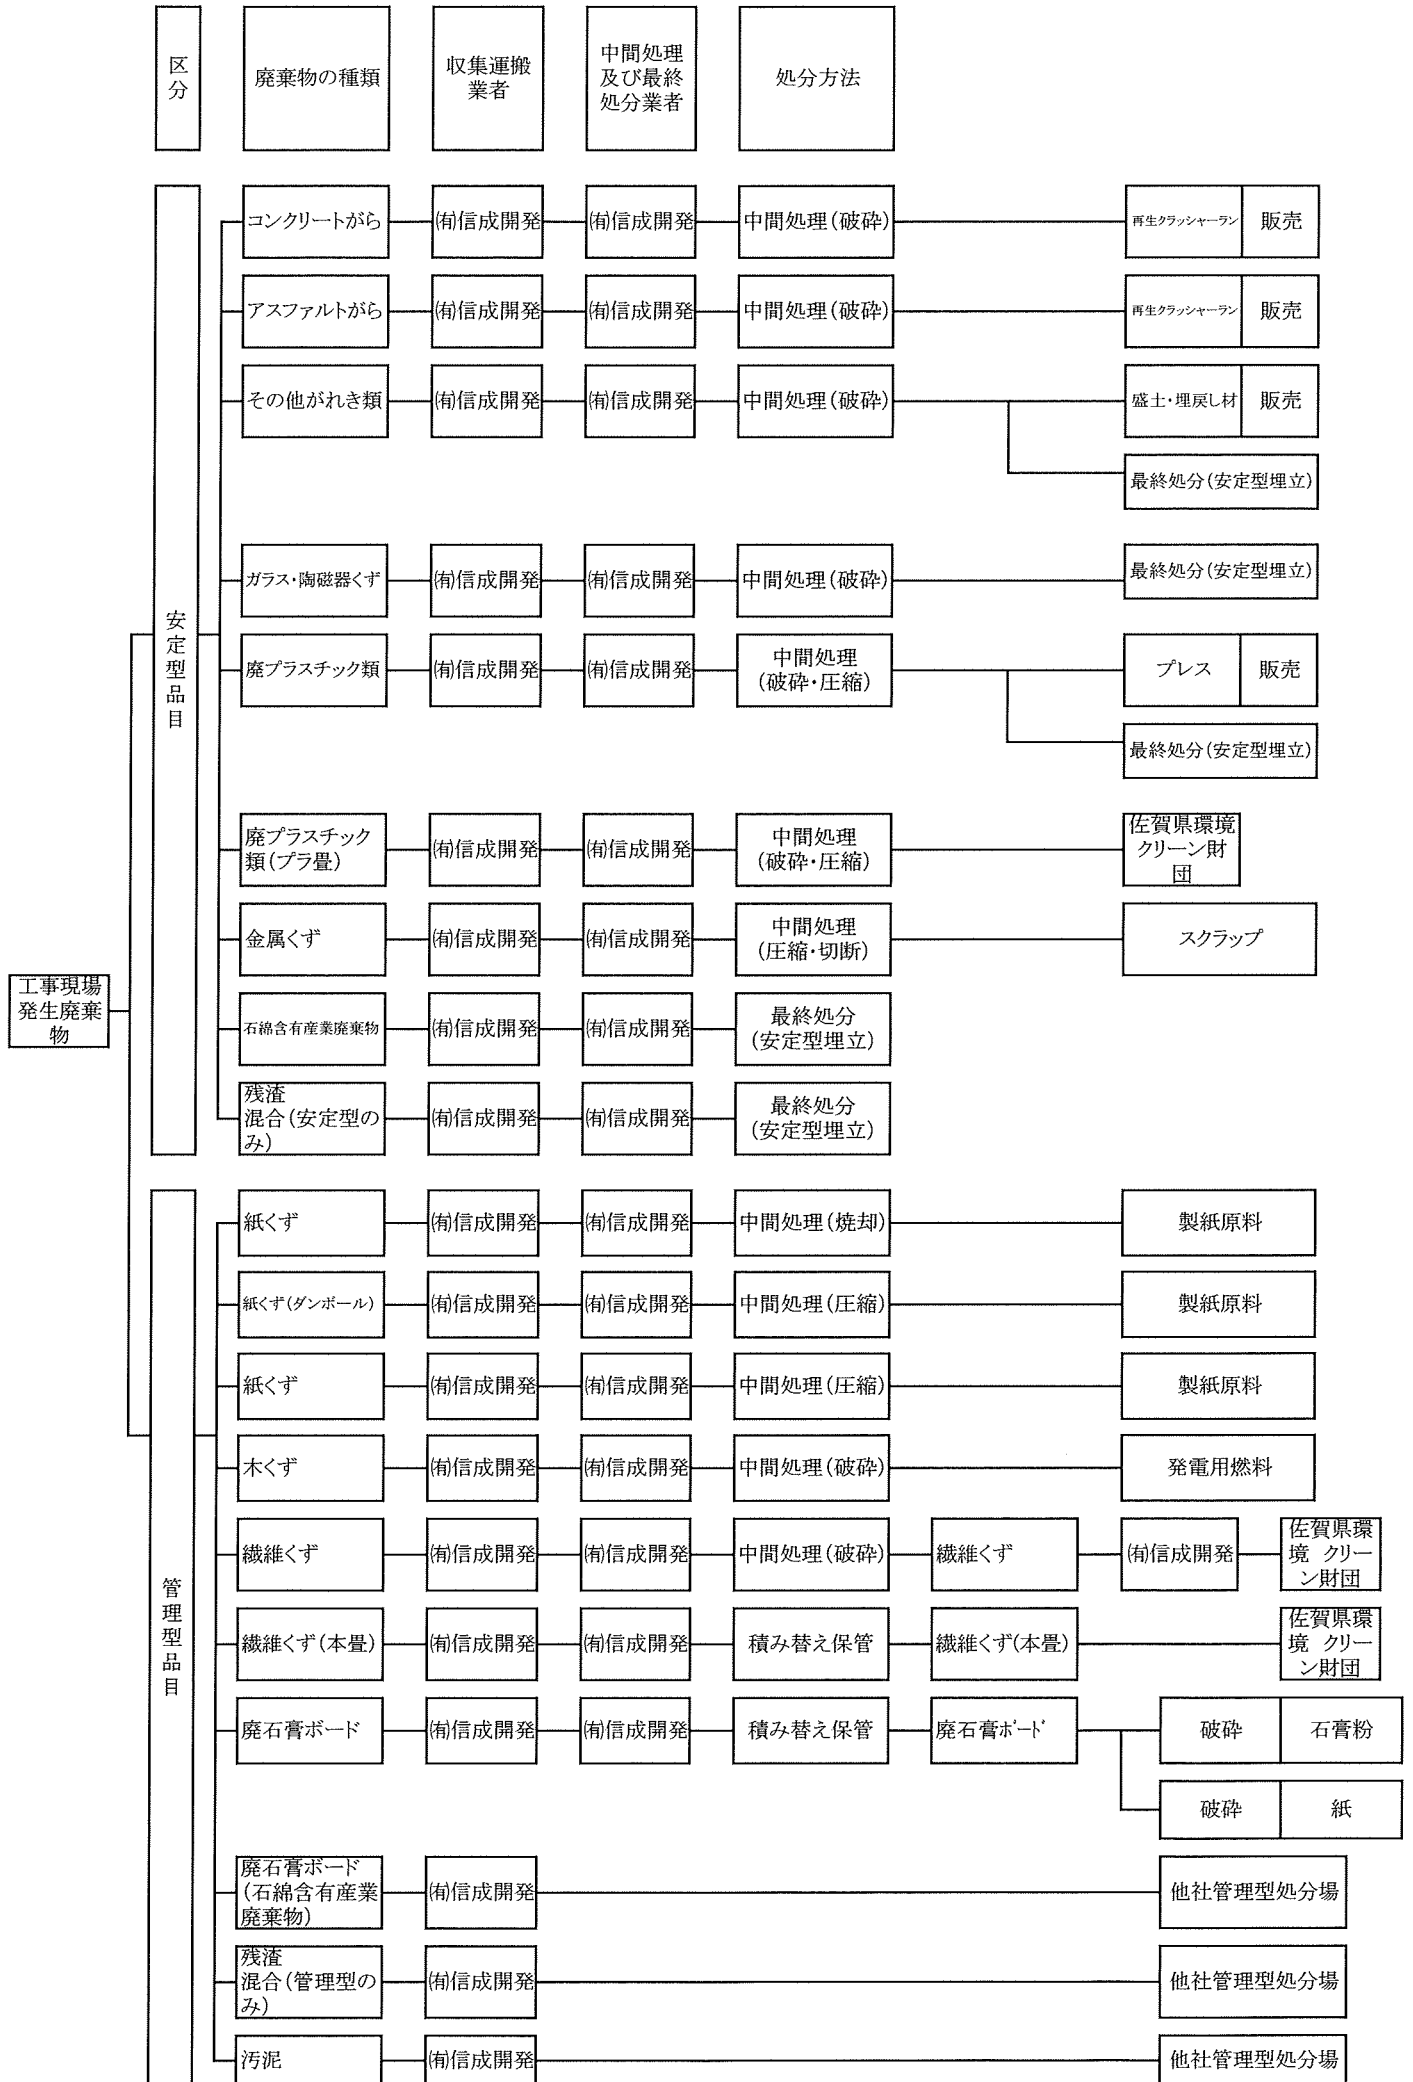 区
分
廃棄物の種類
収集運搬
業者
中間処理
及び最終
処分業者
処分方法
工事現場
発生廃棄
物
安定型品目
コンクリートがら
㈲信成開発
㈲信成開発
中間処理(破砕)
再生クラッシャーラン
販売
アスファルトがら
㈲信成開発
㈲信成開発
中間処理(破砕)
再生クラッシャーラン
販売
その他がれき類
㈲信成開発
㈲信成開発
中間処理(破砕)
盛土・埋戻し材
販売
最終処分(安定型埋立)
ガラス・陶磁器くず
㈲信成開発
㈲信成開発
中間処理(破砕)
最終処分(安定型埋立)
廃プラスチック類
㈲信成開発
㈲信成開発
中間処理
(破砕・圧縮)
プレス
販売
最終処分(安定型埋立)
廃プラスチック
類(プラ畳)
㈲信成開発
㈲信成開発
中間処理
(破砕・圧縮)
佐賀県環境
クリーン財
団
金属くず
㈲信成開発
㈲信成開発
中間処理
(圧縮・切断)
スクラップ
石綿含有産業廃棄物
㈲信成開発
㈲信成開発
最終処分
(安定型埋立)
残渣
混合(安定型の
み)
㈲信成開発
㈲信成開発
最終処分
(安定型埋立)
管理型品目
紙くず
㈲信成開発
㈲信成開発
中間処理(焼却)
製紙原料
紙くず(ダンボール)
㈲信成開発
㈲信成開発
中間処理(圧縮)
製紙原料
紙くず
㈲信成開発
㈲信成開発
中間処理(圧縮)
製紙原料
木くず
㈲信成開発
㈲信成開発
中間処理(破砕)
発電用燃料
繊維くず
㈲信成開発
㈲信成開発
中間処理(破砕)
繊維くず
㈲信成開発
佐賀県環
境 クリー
ン財団
繊維くず(本畳)
㈲信成開発
㈲信成開発
積み替え保管
繊維くず(本畳)
佐賀県環
境 クリー
ン財団
廃石膏ボード
㈲信成開発
㈲信成開発
積み替え保管
廃石膏ﾎﾞｰﾄﾞ
破砕
石膏粉
破砕
紙
廃石膏ボード
(石綿含有産業
廃棄物)
㈲信成開発
他社管理型処分場
残渣
混合(管理型の
み)
㈲信成開発
他社管理型処分場
汚泥
㈲信成開発
他社管理型処分場